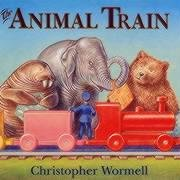 The
ANIMAL TRAIN
Christopher Wormell